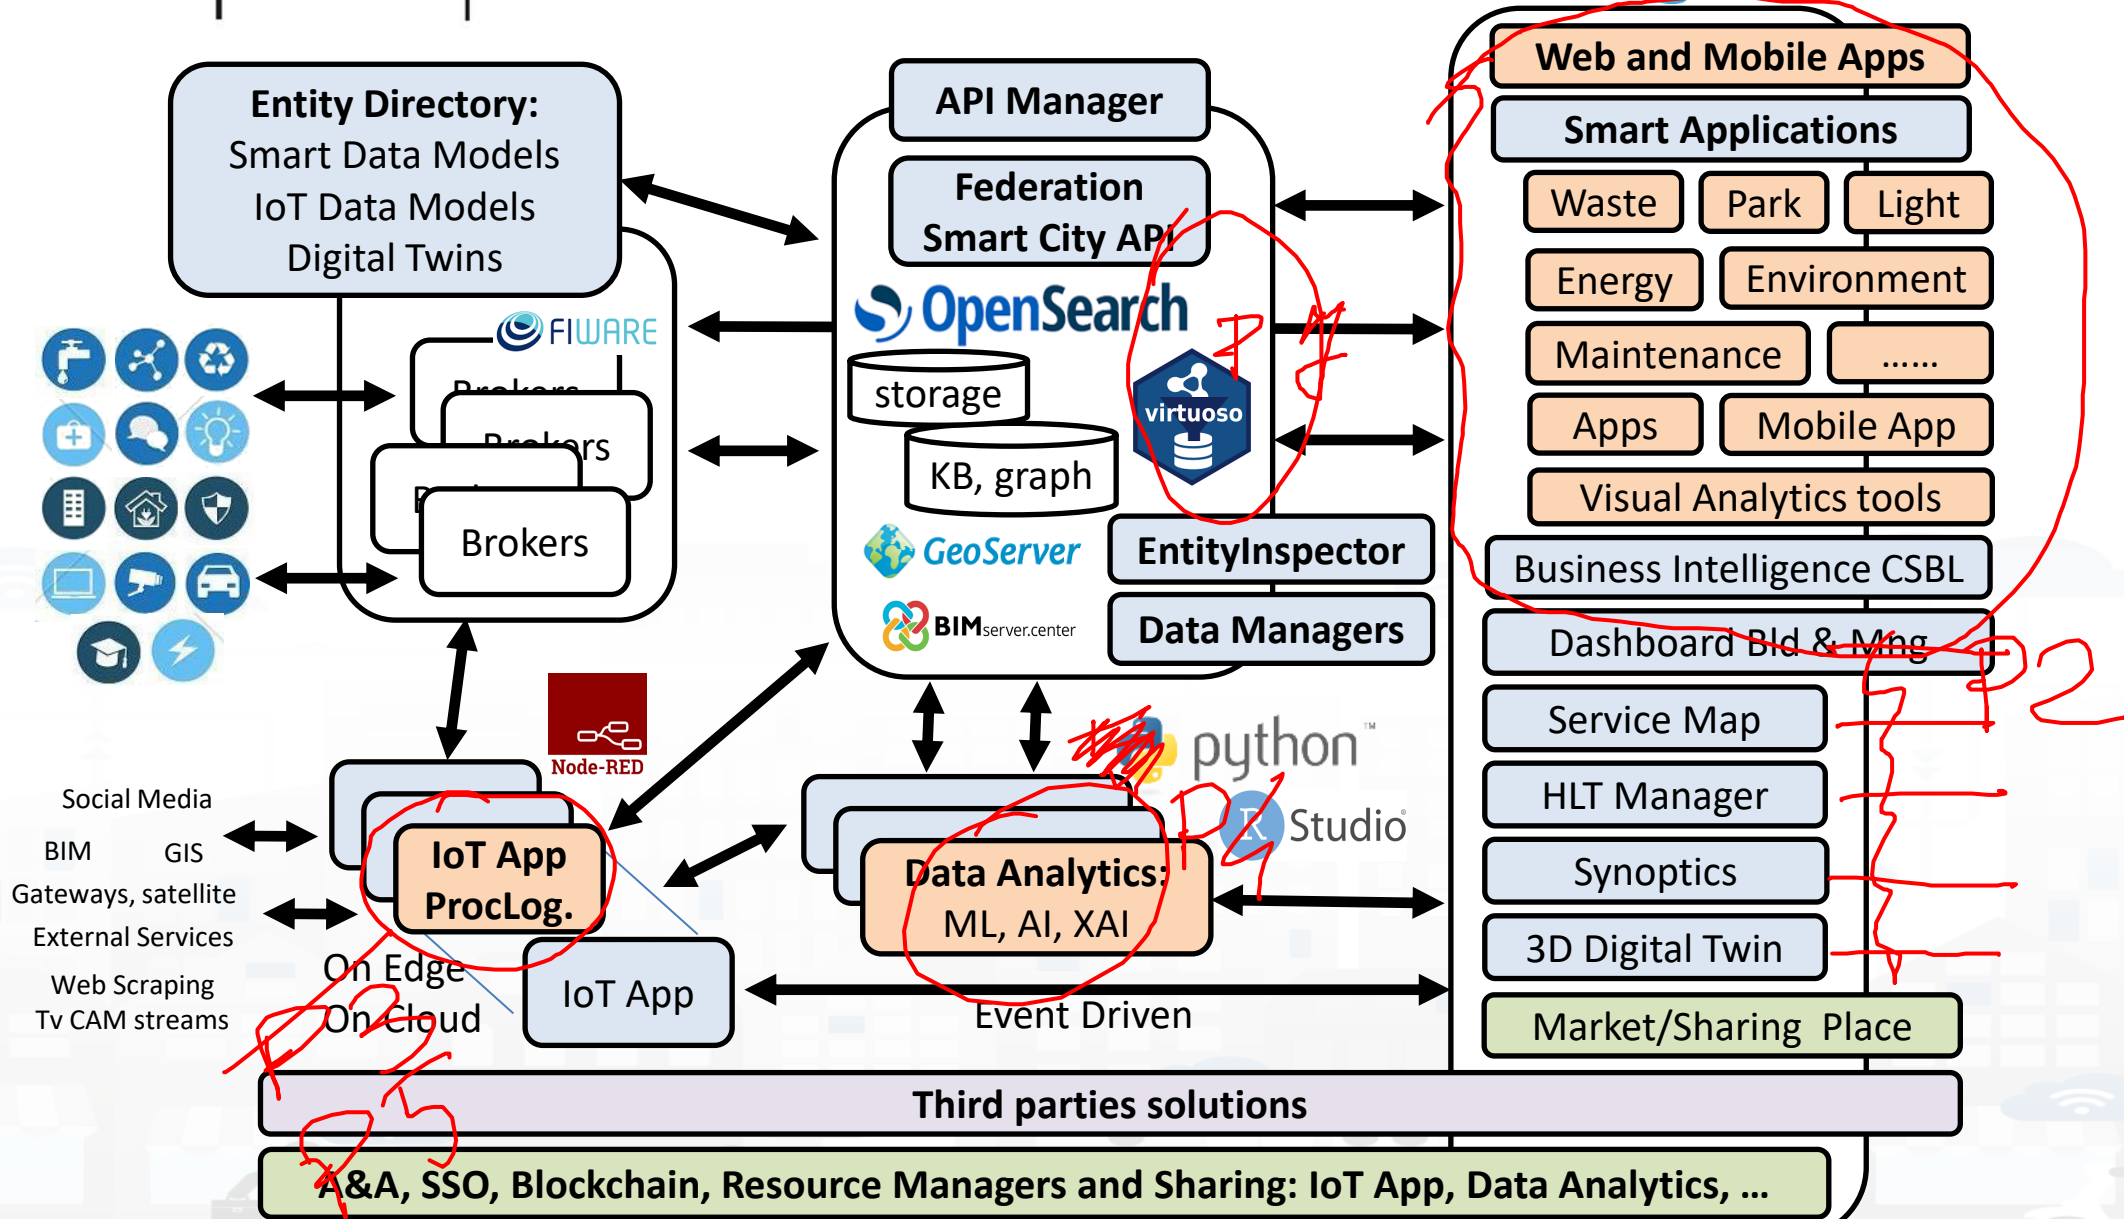 Entity Directory:
Smart Data Models
IoT Data Models
Digital Twins
FIWARE
Brokers
Brokers
Brokers
API Manager
Federation
Smart City API
OpenSearch
storage
virtuoso
KB, graph
GeoServer
EntityInspector
BIMserver.center
Data Managers
Web and Mobile Apps
Smart Applications
Waste
Park
Light
Energy
Environment
Maintenance
......
Apps
Mobile App
Visual Analytics tools
Business Intelligence CSBL
Dashboard Bld & Mng
P2
Service Map
HLT Manager
Synoptics
3D Digital Twin
Market/Sharing Place
Node-RED
Social Media
BIM
GIS
Gateways, satellite
External Services
Web Scraping
Tv CAM streams
IoT App
ProcLog.
On Edge
On Cloud
IoT App
python™
R Studio®
Data Analytics:
ML, AI, XAI
Event Driven
P3
P5
Third parties solutions
A&A, SSO, Blockchain, Resource Managers and Sharing: IoT App, Data Analytics, ...